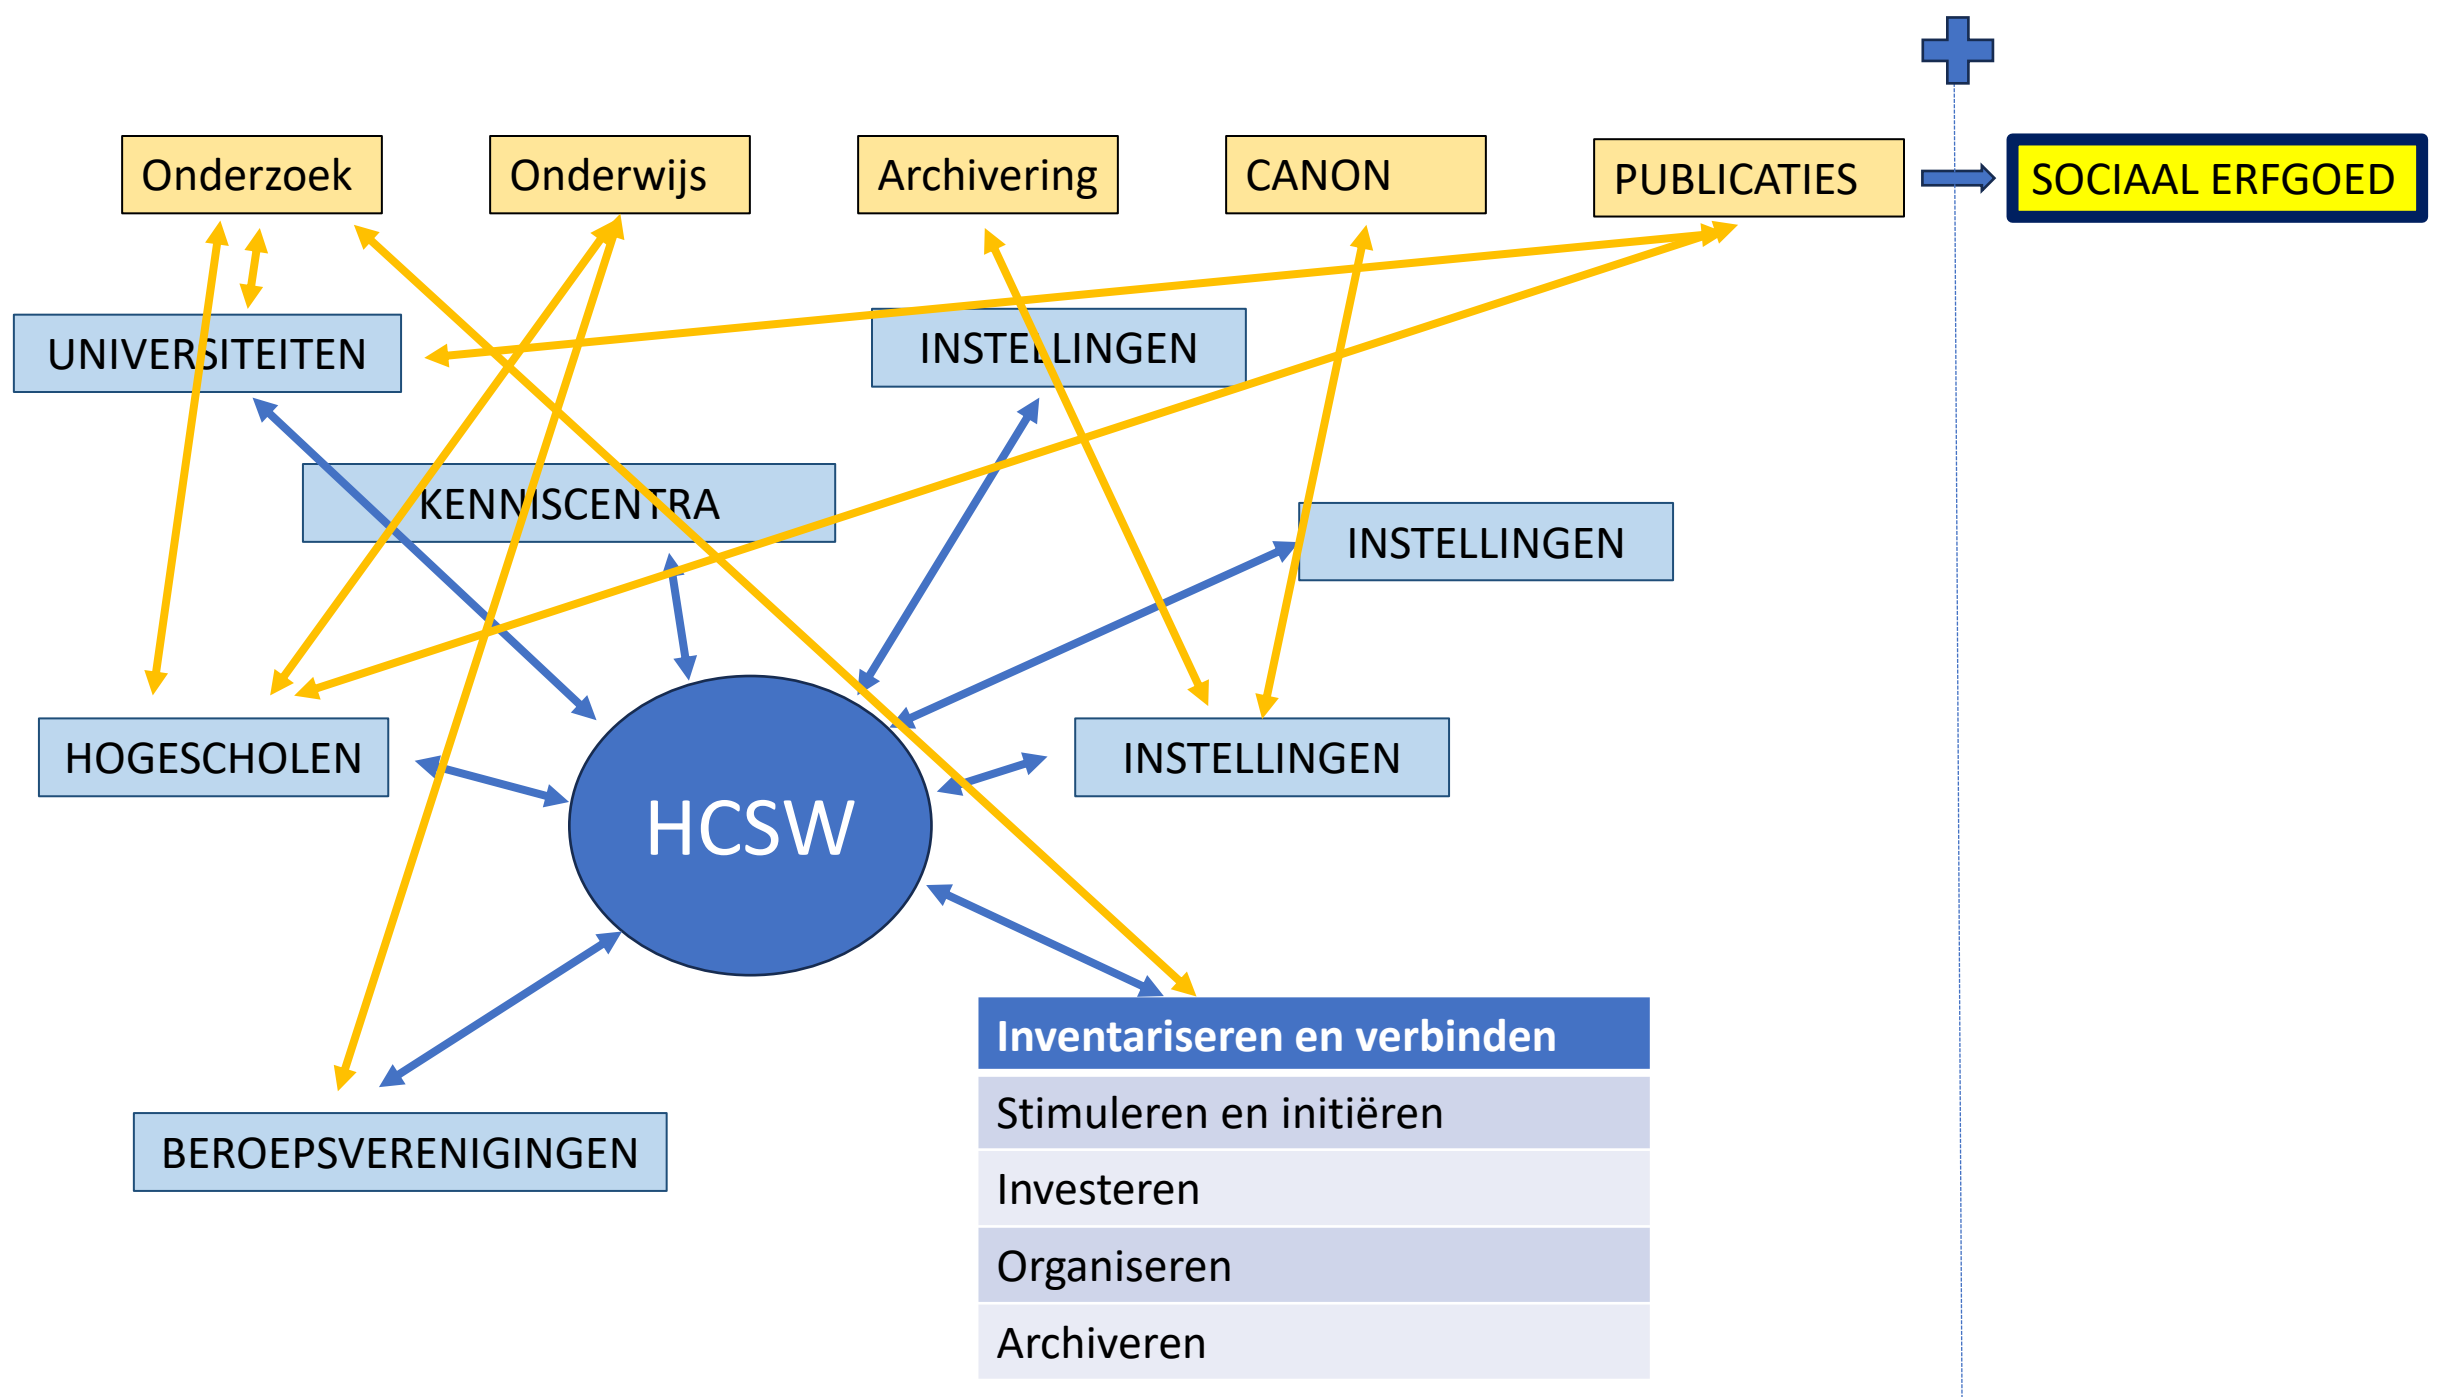 Onderzoek
Onderwijs
Archivering
CANON
PUBLICATIES
SOCIAAL ERFGOED
UNIVERSITEITEN
INSTELLINGEN
KENNISCENTRA
INSTELLINGEN
HOGESCHOLEN
INSTELLINGEN
HCSW
BEROEPSVERENIGINGEN
Inventariseren en verbinden
Stimuleren en initiëren
Investeren
Organiseren
Archiveren